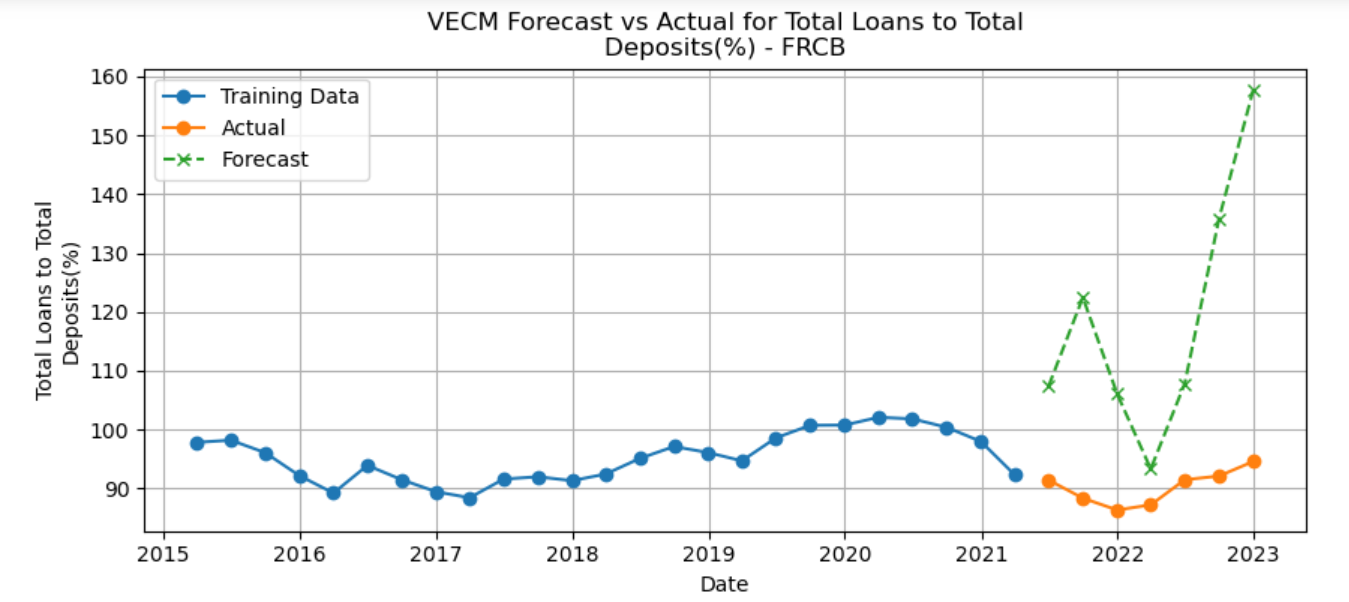 VECM Forecast vs Actual for Total Loans to Total
Deposits(%) - FRCB
160
150
140
130
120
110
100
90
Total Loans to Total
Deposits(%)
Training Data
Actual
Forecast
2015 2016 2017 2018 2019 2020 2021 2022 2023
Date